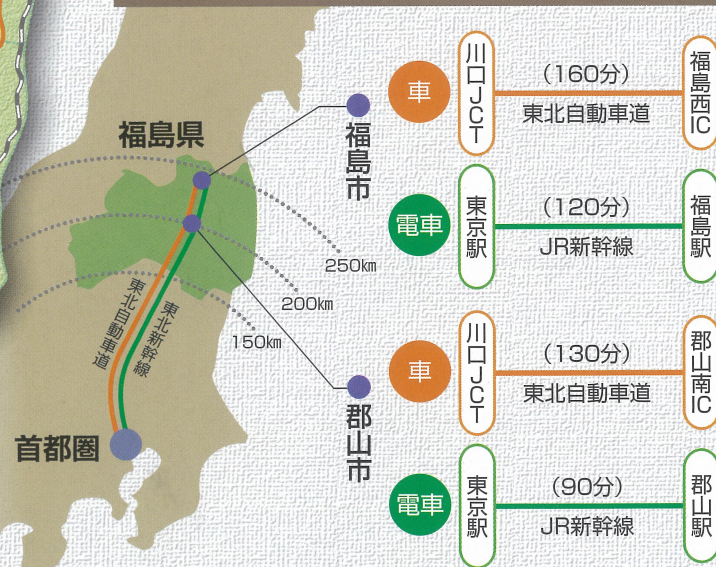 福島県
250km
200km
150km
東北自動車道
東北新幹線
首都圏
福島市
車
川口JCT
(160分)
東北自動車道
福島西IC
電車
東京駅
(120分)
JR新幹線
福島駅
郡山市
車
川口JCT
(130分)
東北自動車道
郡山南IC
電車
東京駅
(90分)
JR新幹線
郡山駅